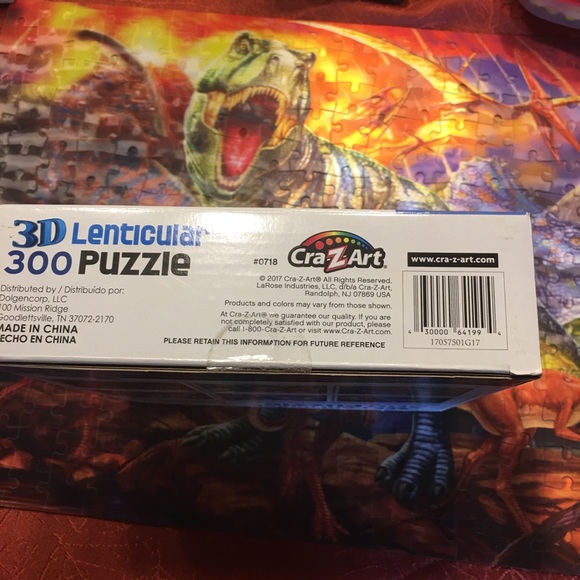 3D Lenticular
300 PUZZLE
Distributed by / Distribuido por:
Dolgencorp, LLC
100 Mission Ridge
Goodlettsville, TN 37072-2170
MADE IN CHINA
ECHO EN CHINA
#0718
Cra-Z-Art®
© 2017 Cra-Z-Art® All Rights Reserved.
LaRose Industries, LLC, d/b/a Cra-Z-Art,
Randolph, NJ 07869 USA
Products and colors may vary from those shown.
At Cra-Z-Art® we guarantee our quality. If you are
not completely satisfied with our product, please
call 1-800-Cra-Z-Art or visit www.Cra-Z-Art.com.
PLEASE RETAIN THIS INFORMATION FOR FUTURE REFERENCE
www.cra-z-art.com
4 30000 64199 4
17057501G17